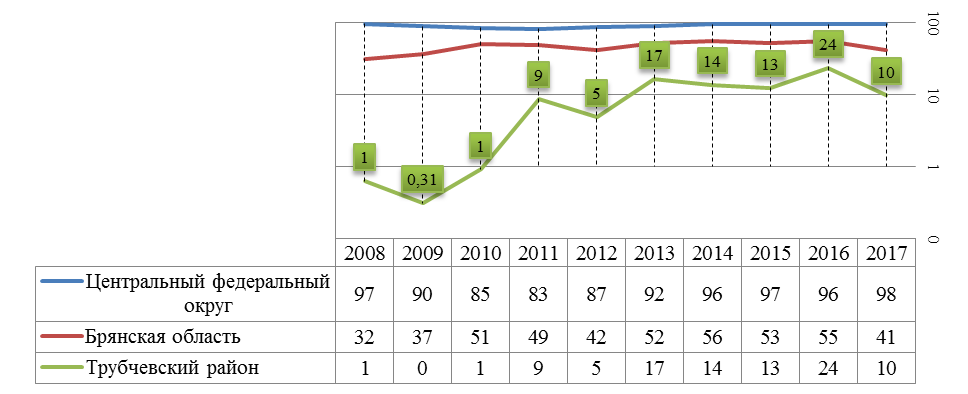 100
10
1
0
1
0,31
1
9
5
17
14
13
24
10
2008 2009 2010 2011 2012 2013 2014 2015 2016 2017
Центральный федеральный
округ
97 90 85 83 87 92 96 97 96 98
Брянская область 32 37 51 49 42 52 56 53 55 41
Трубчевский район 1 0 1 9 5 17 14 13 24 10